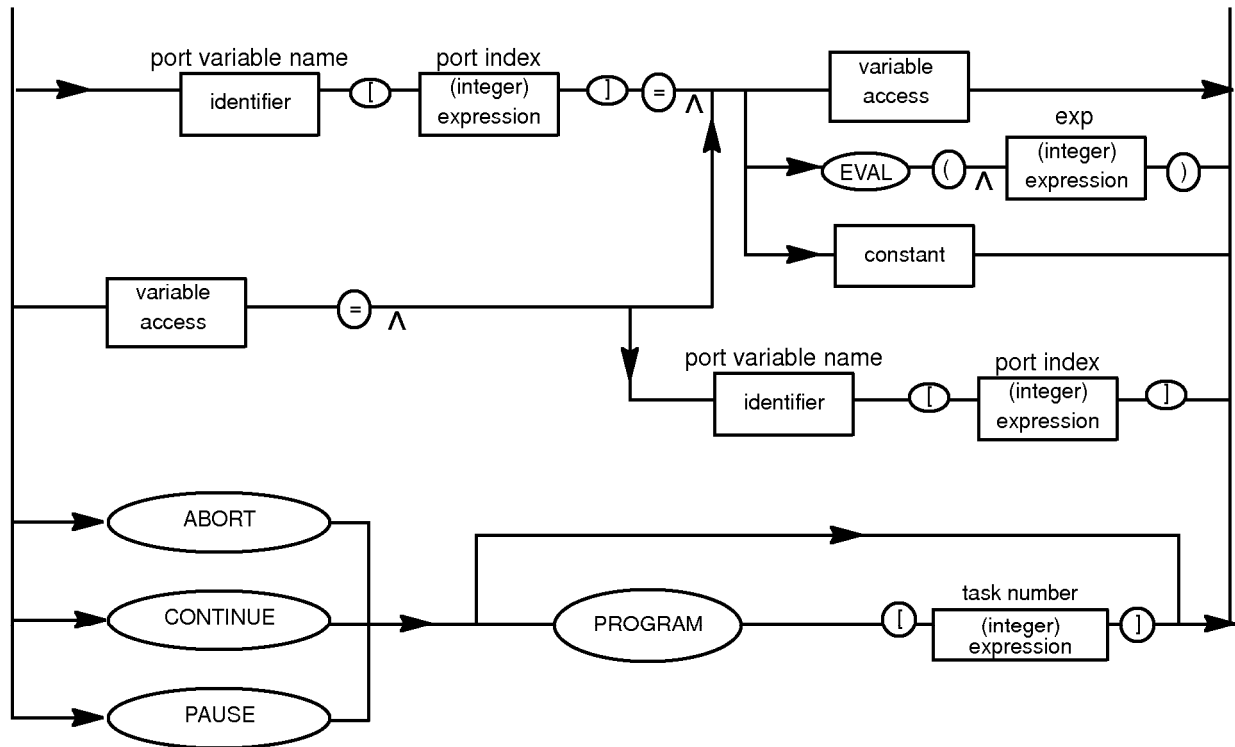 port variable name
port index
identifier
[
(integer)
expression
]
=
^
variable
access
exp
EVAL
(
^
(integer)
expression
)
constant
variable
access
=
^
port variable name
port index
identifier
[
(integer)
expression
]
ABORT
CONTINUE
PAUSE
PROGRAM
[
task number
(integer)
expression
]